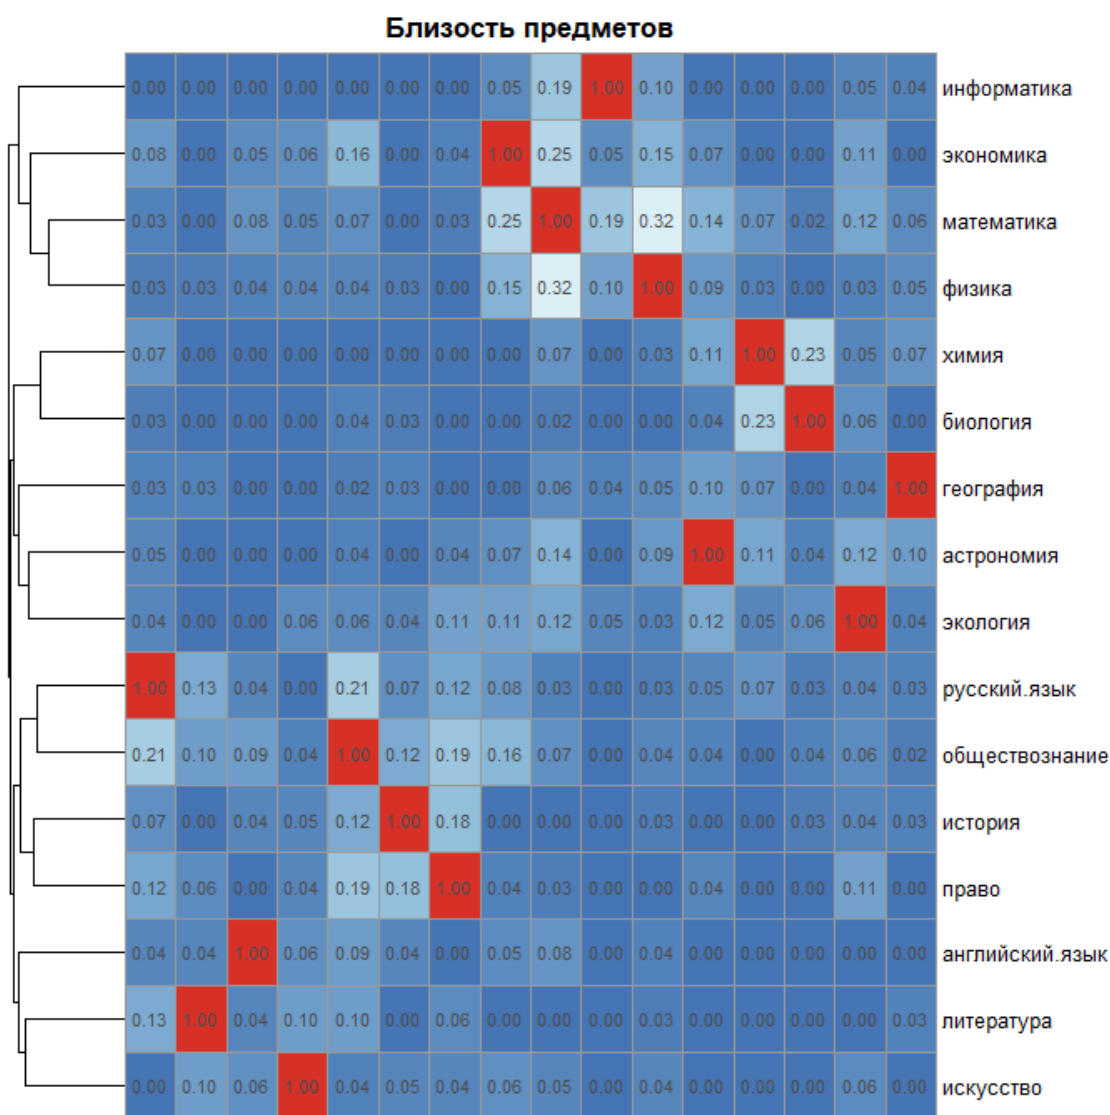 Близость предметов
0.00 0.00 0.00 0.00 0.00 0.00 0.00 0.05 0.19 1.00 0.10 0.00 0.00 0.00 0.05 0.04 информатика
0.08 0.00 0.05 0.06 0.16 0.00 0.04 1.00 0.25 0.05 0.15 0.07 0.00 0.00 0.11 0.00 экономика
0.03 0.00 0.08 0.05 0.07 0.00 0.03 0.25 1.00 0.19 0.32 0.14 0.07 0.02 0.12 0.06 математика
0.03 0.03 0.04 0.04 0.04 0.03 0.00 0.15 0.32 0.10 1.00 0.09 0.03 0.00 0.03 0.05 физика
0.07 0.00 0.00 0.00 0.00 0.00 0.00 0.00 0.07 0.00 0.03 0.11 1.00 0.23 0.05 0.07 химия
0.03 0.00 0.00 0.00 0.04 0.03 0.00 0.00 0.02 0.00 0.00 0.04 0.23 1.00 0.06 0.00 биология
0.03 0.03 0.00 0.00 0.02 0.03 0.00 0.00 0.06 0.04 0.05 0.10 0.07 0.00 0.04 1.00 география
0.05 0.00 0.00 0.00 0.04 0.00 0.04 0.07 0.14 0.00 0.09 1.00 0.11 0.04 0.12 0.10 астрономия
0.04 0.00 0.00 0.06 0.06 0.04 0.11 0.11 0.12 0.05 0.03 0.12 0.05 0.06 1.00 0.04 экология
1.00 0.13 0.04 0.00 0.21 0.07 0.12 0.08 0.03 0.00 0.03 0.05 0.07 0.03 0.04 0.03 русский.язык
0.21 0.10 0.09 0.04 1.00 0.12 0.19 0.16 0.07 0.00 0.04 0.04 0.00 0.04 0.06 0.02 обществознание
0.07 0.00 0.04 0.05 0.12 1.00 0.18 0.00 0.00 0.00 0.03 0.00 0.00 0.03 0.04 0.03 история
0.12 0.06 0.00 0.04 0.19 0.18 1.00 0.04 0.03 0.00 0.00 0.04 0.00 0.00 0.11 0.00 право
0.04 0.04 1.00 0.06 0.09 0.04 0.00 0.05 0.08 0.00 0.04 0.00 0.00 0.00 0.00 0.00 английский.язык
0.13 1.00 0.04 0.10 0.10 0.00 0.06 0.00 0.00 0.00 0.03 0.00 0.00 0.00 0.00 0.03 литература
0.00 0.10 0.06 1.00 0.04 0.05 0.04 0.06 0.05 0.00 0.04 0.00 0.00 0.00 0.06 0.00 искусство